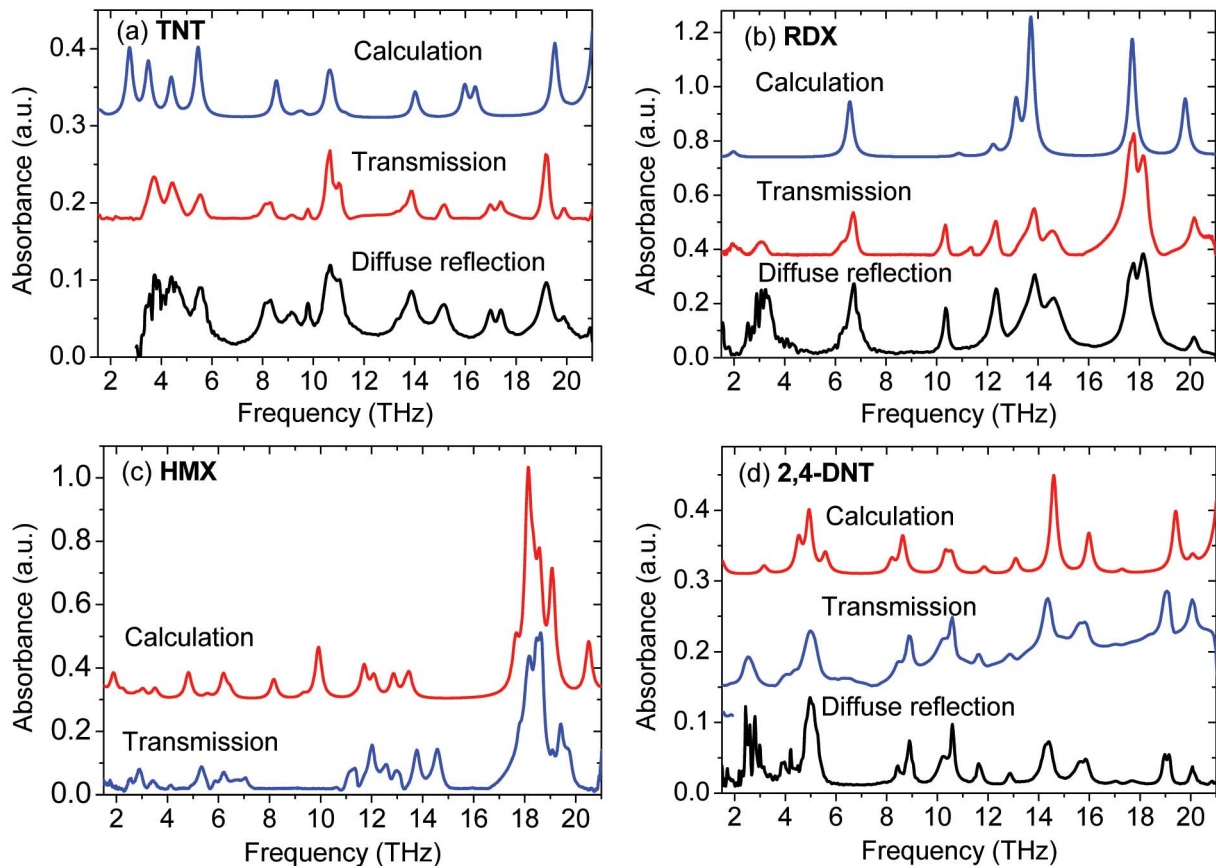 (a) TNT
Calculation
Transmission
Diffuse reflection
Absorbance (a.u.)
0.4
0.3
0.2
0.1
0.0
2 4 6 8 10 12 14 16 18 20
Frequency (THz)
(b) RDX
Calculation
Transmission
Diffuse reflection
Absorbance (a.u.)
1.2
1.0
0.8
0.6
0.4
0.2
0.0
2 4 6 8 10 12 14 16 18 20
Frequency (THz)
(c) HMX
Calculation
Transmission
Absorbance (a.u.)
1.0
0.8
0.6
0.4
0.2
0.0
2 4 6 8 10 12 14 16 18 20
Frequency (THz)
(d) 2,4-DNT
Calculation
Transmission
Diffuse reflection
Absorbance (a.u.)
0.4
0.3
0.2
0.1
0.0
2 4 6 8 10 12 14 16 18 20
Frequency (THz)